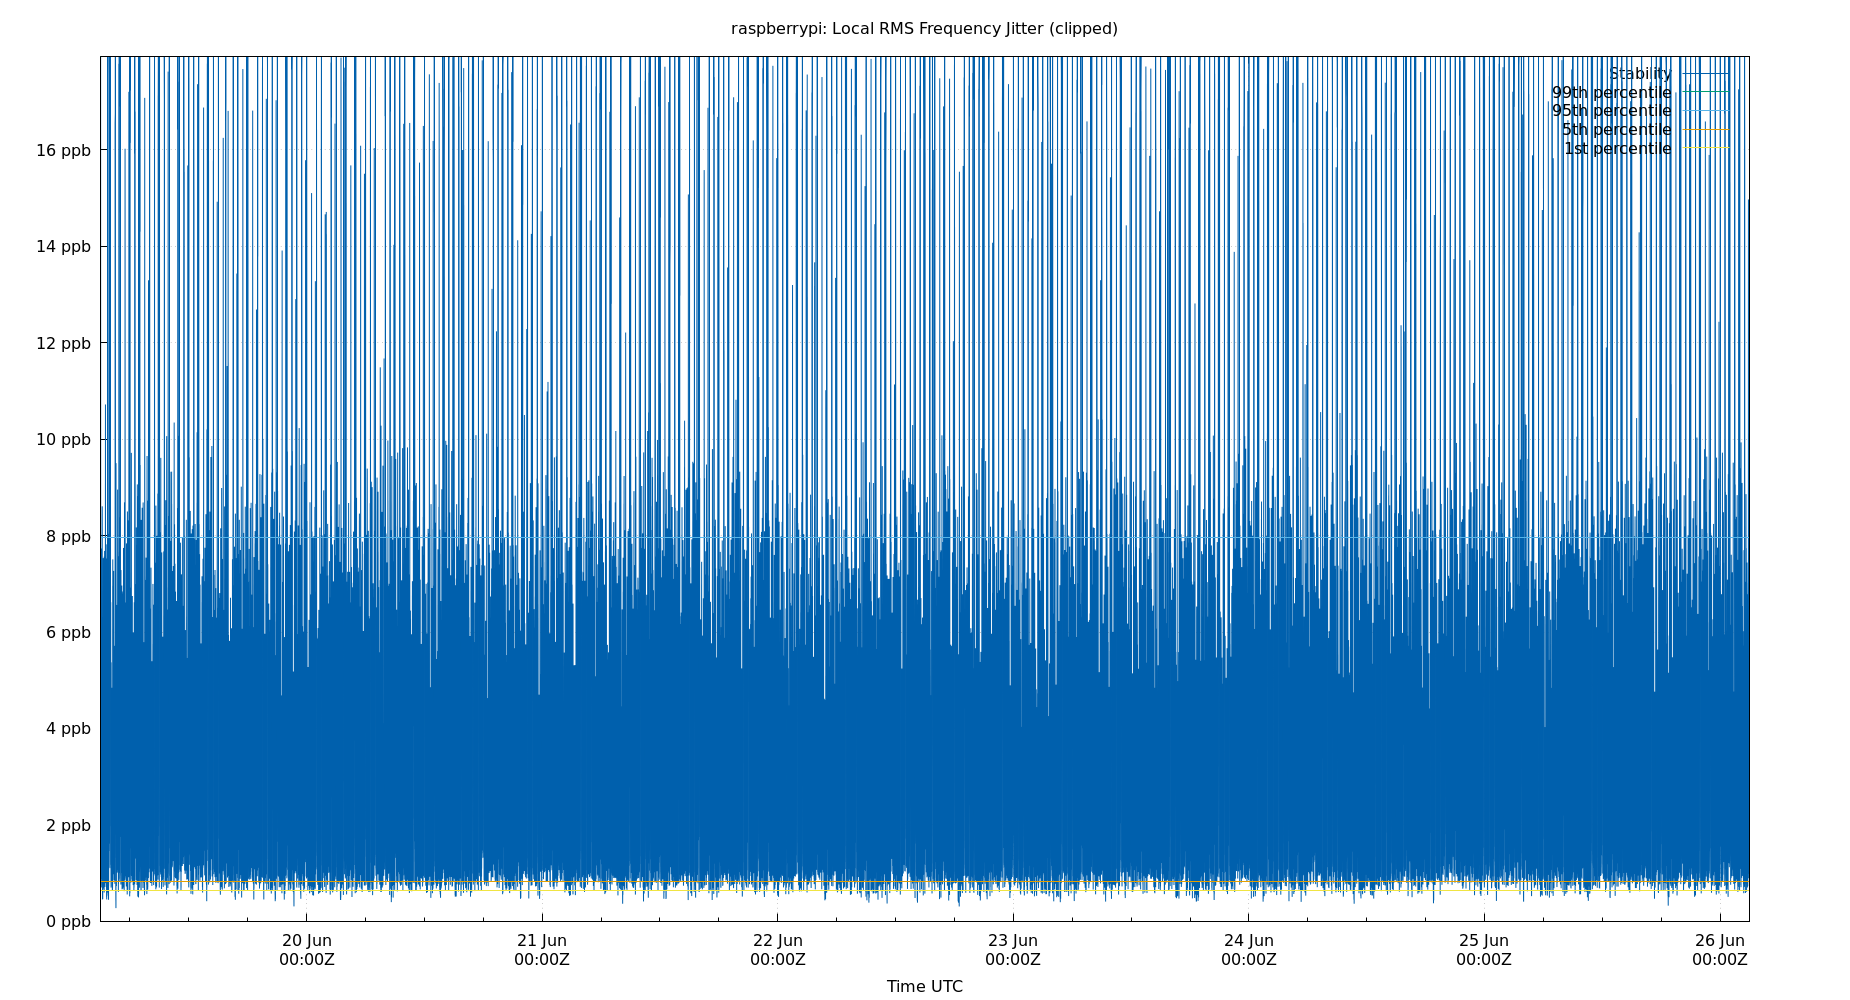 raspberrypi: Local RMS Frequency Jitter (clipped)
Stability
99th percentile
95th percentile
5th percentile
1st percentile
16 ppb
14 ppb
12 ppb
10 ppb
8 ppb
6 ppb
4 ppb
2 ppb
0 ppb
20 Jun 21 Jun 22 Jun 23 Jun 24 Jun 25 Jun 26 Jun
00:00Z 00:00Z 00:00Z 00:00Z 00:00Z 00:00Z 00:00Z
Time UTC